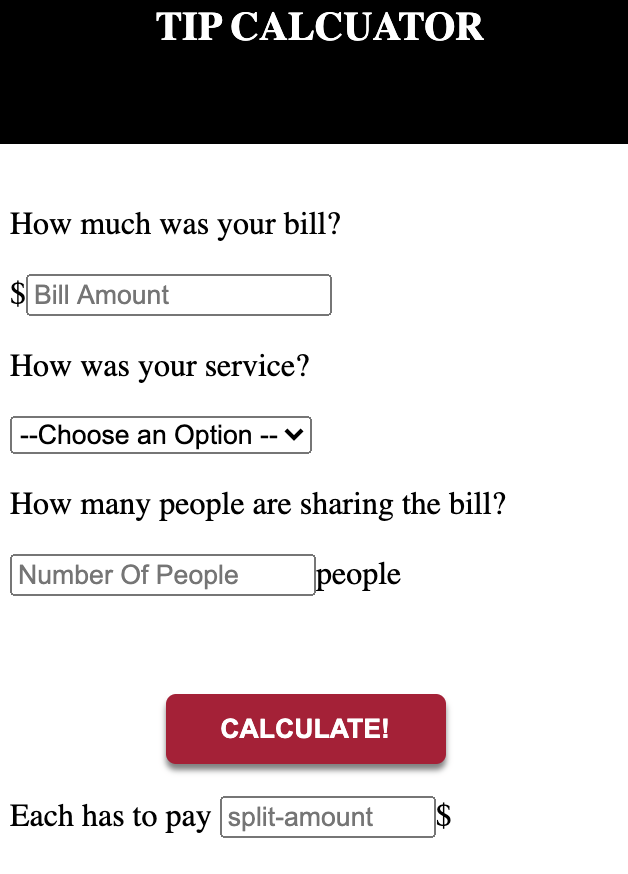 TIP CALCUATOR
How much was your bill?
$ Bill Amount
How was your service?
--Choose an Option --
How many people are sharing the bill?
Number Of People people
CALCULATE!
Each has to pay split-amount $